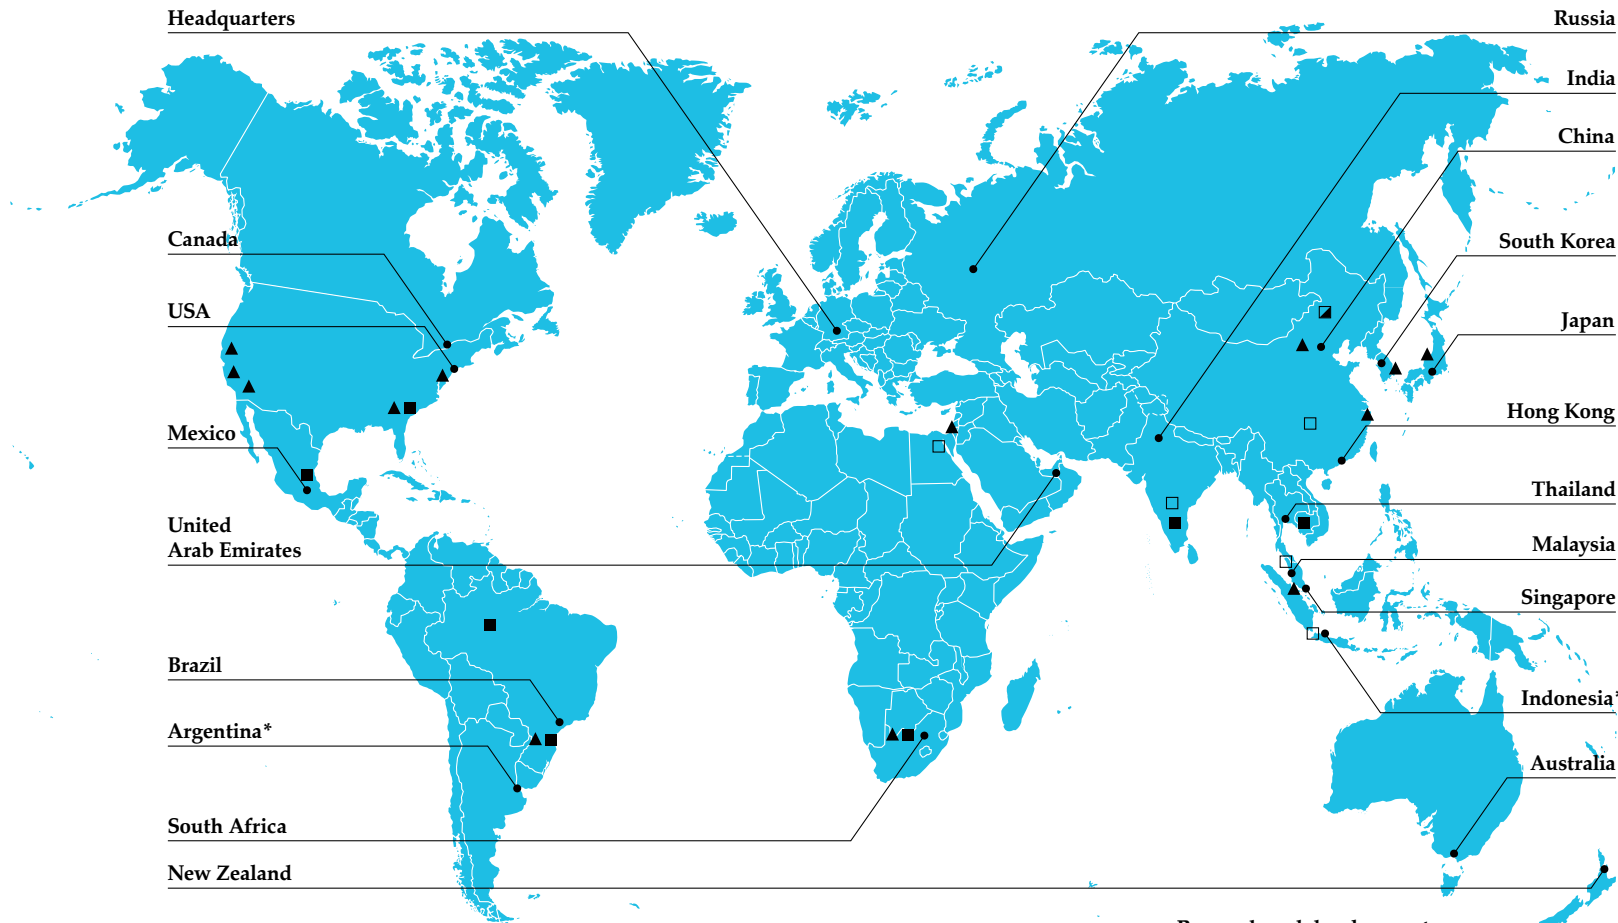 Headquarters
Russia
India
China
Canada
South Korea
USA
Japan
Mexico
Hong Kong
Thailand
United
Arab Emirates
Malaysia
Singapore
Brazil
Indonesia*
Argentina*
Australia
South Africa
New Zealand